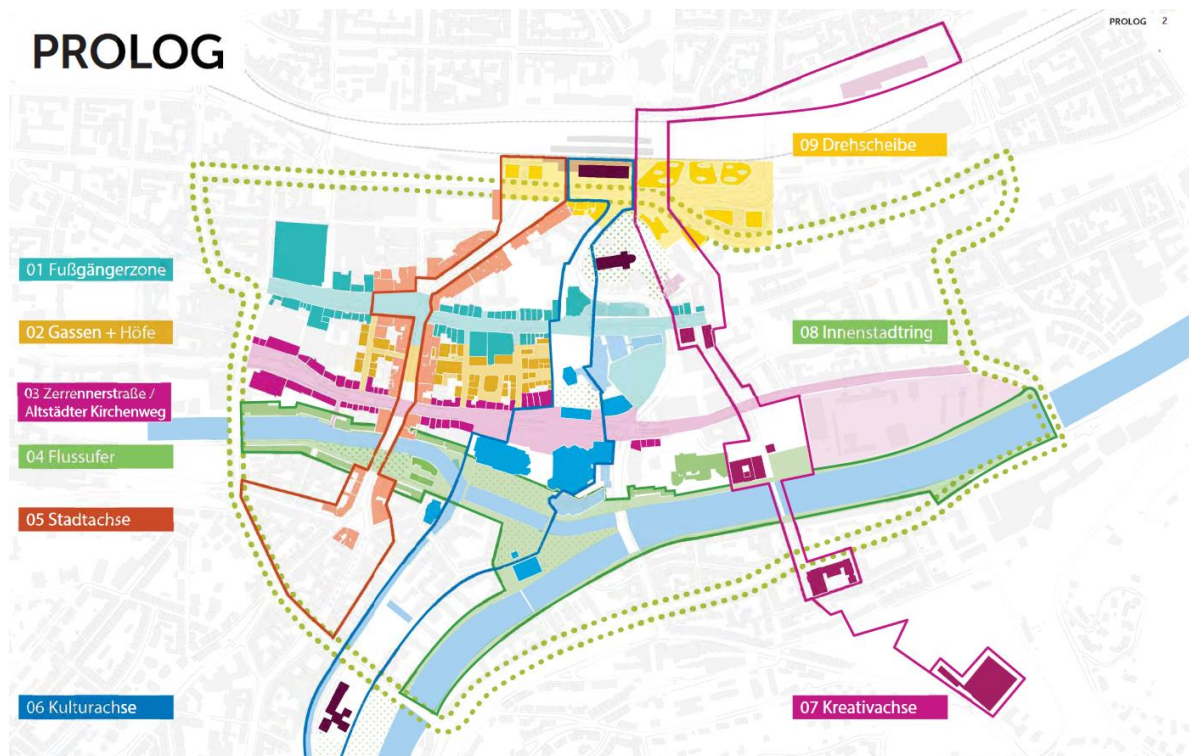 PROLOG
PROLOG 2
09 Drehscheibe
01 Fußgängerzone
02 Gassen + Höfe
08 Innenstadtring
03 Zerrennerstraße /
Altstädter Kirchenweg
04 Flussufer
05 Stadtachse
06 Kulturachse
07 Kreativachse